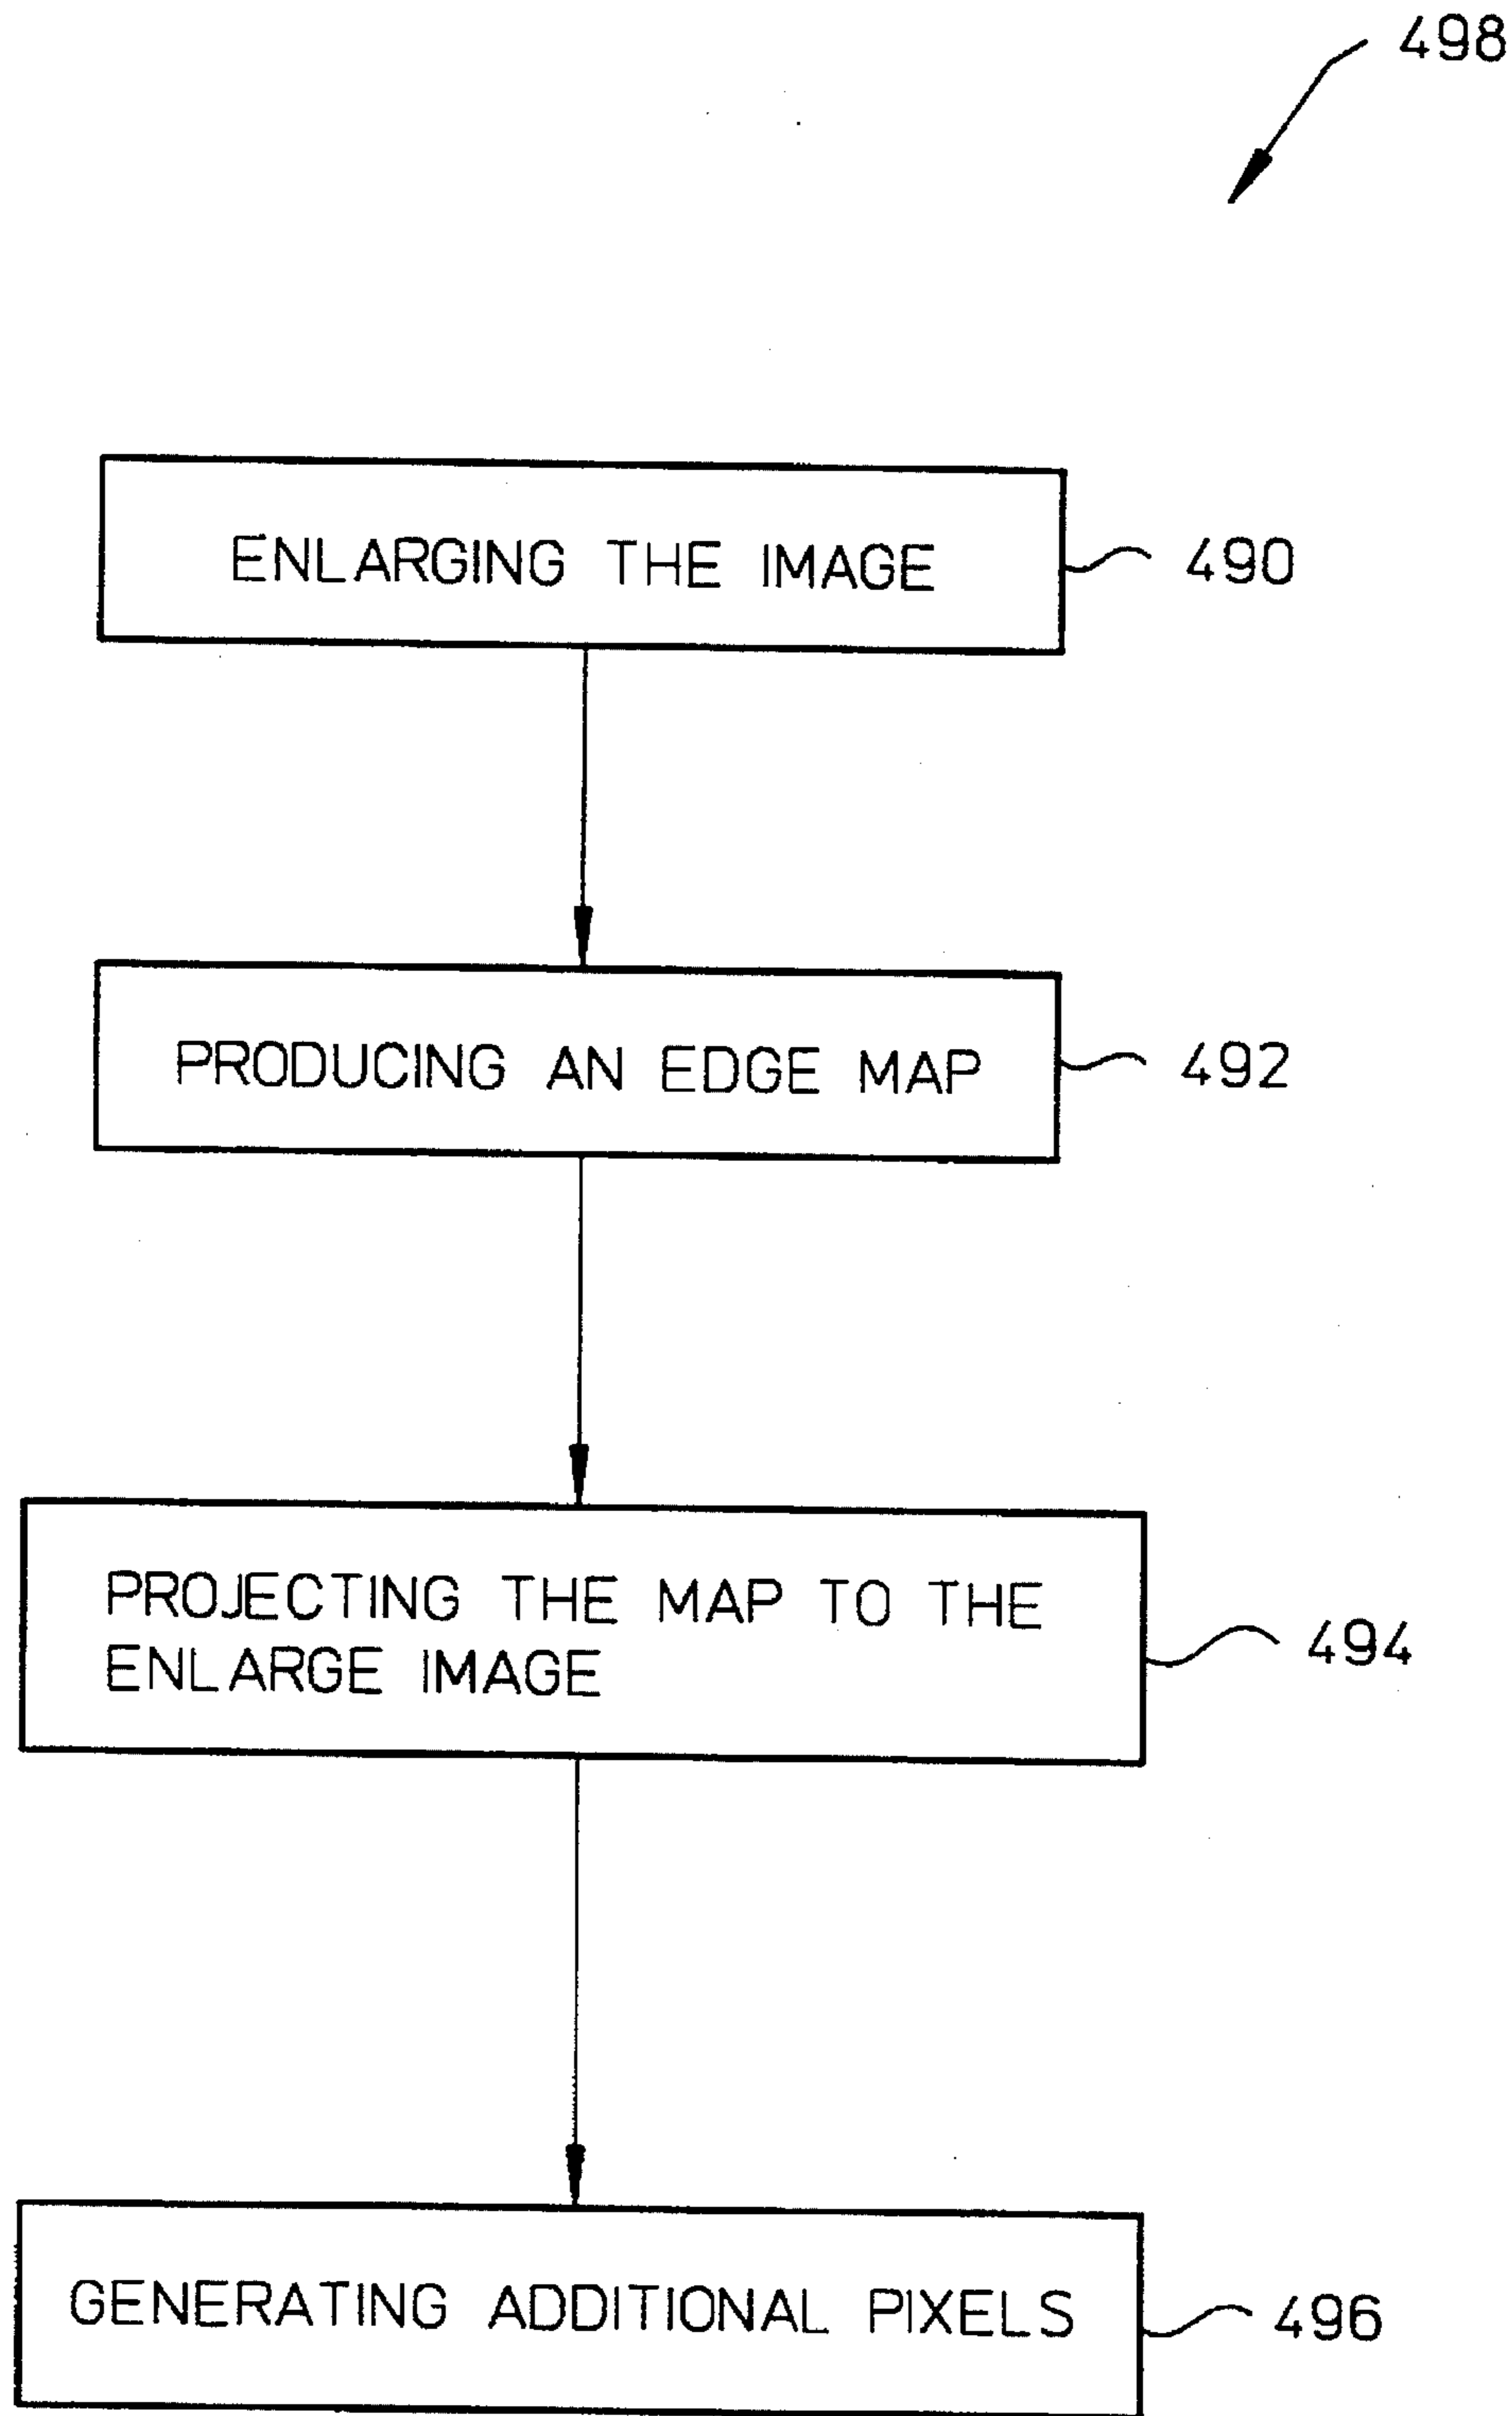 498
ENLARGING THE IMAGE
490
PRODUCING AN EDGE MAP
492
PROJECTING THE MAP TO THE
ENLARGE IMAGE
494
GENERATING ADDITIONAL PIXELS
496